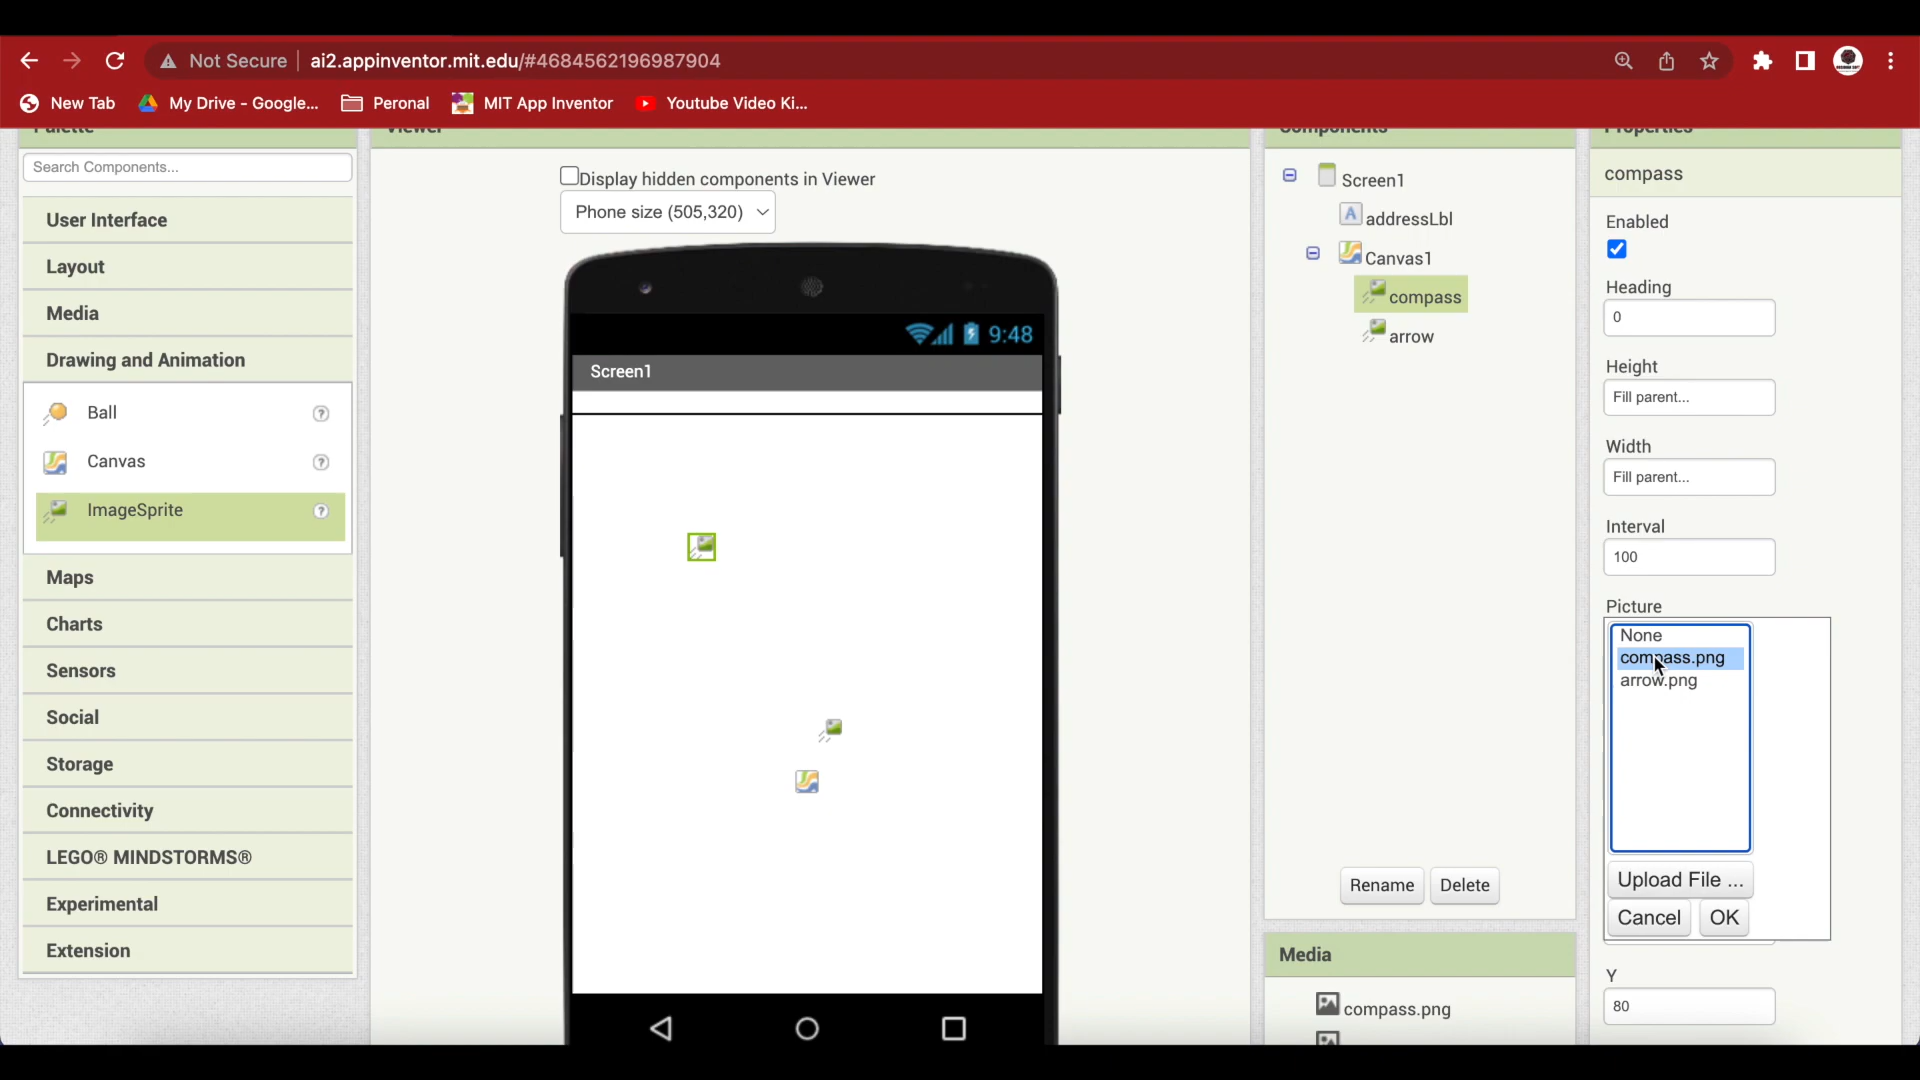 Not Secure | ai2.appinventor.mit.edu/#4684562196987904
New Tab
My Drive - Google...
Peronal
MIT App Inventor
Youtube Video Ki...
Palette
Viewer
Components
Properties
Search Components...
User Interface
Layout
Media
Drawing and Animation
Ball
?
Canvas
?
ImageSprite
?
Maps
Charts
Sensors
Social
Storage
Connectivity
LEGO® MINDSTORMS®
Experimental
Extension
Display hidden components in Viewer
Phone size (505,320)
9:48
Screen1
Screen1
A addressLbl
Canvas1
compass
arrow
Rename
Delete
Media
compass.png
compass
Enabled
Heading
0
Height
Fill parent...
Width
Fill parent...
Interval
100
Picture
None
compass.png
arrow.png
Upload File ...
Cancel
OK
Y
80